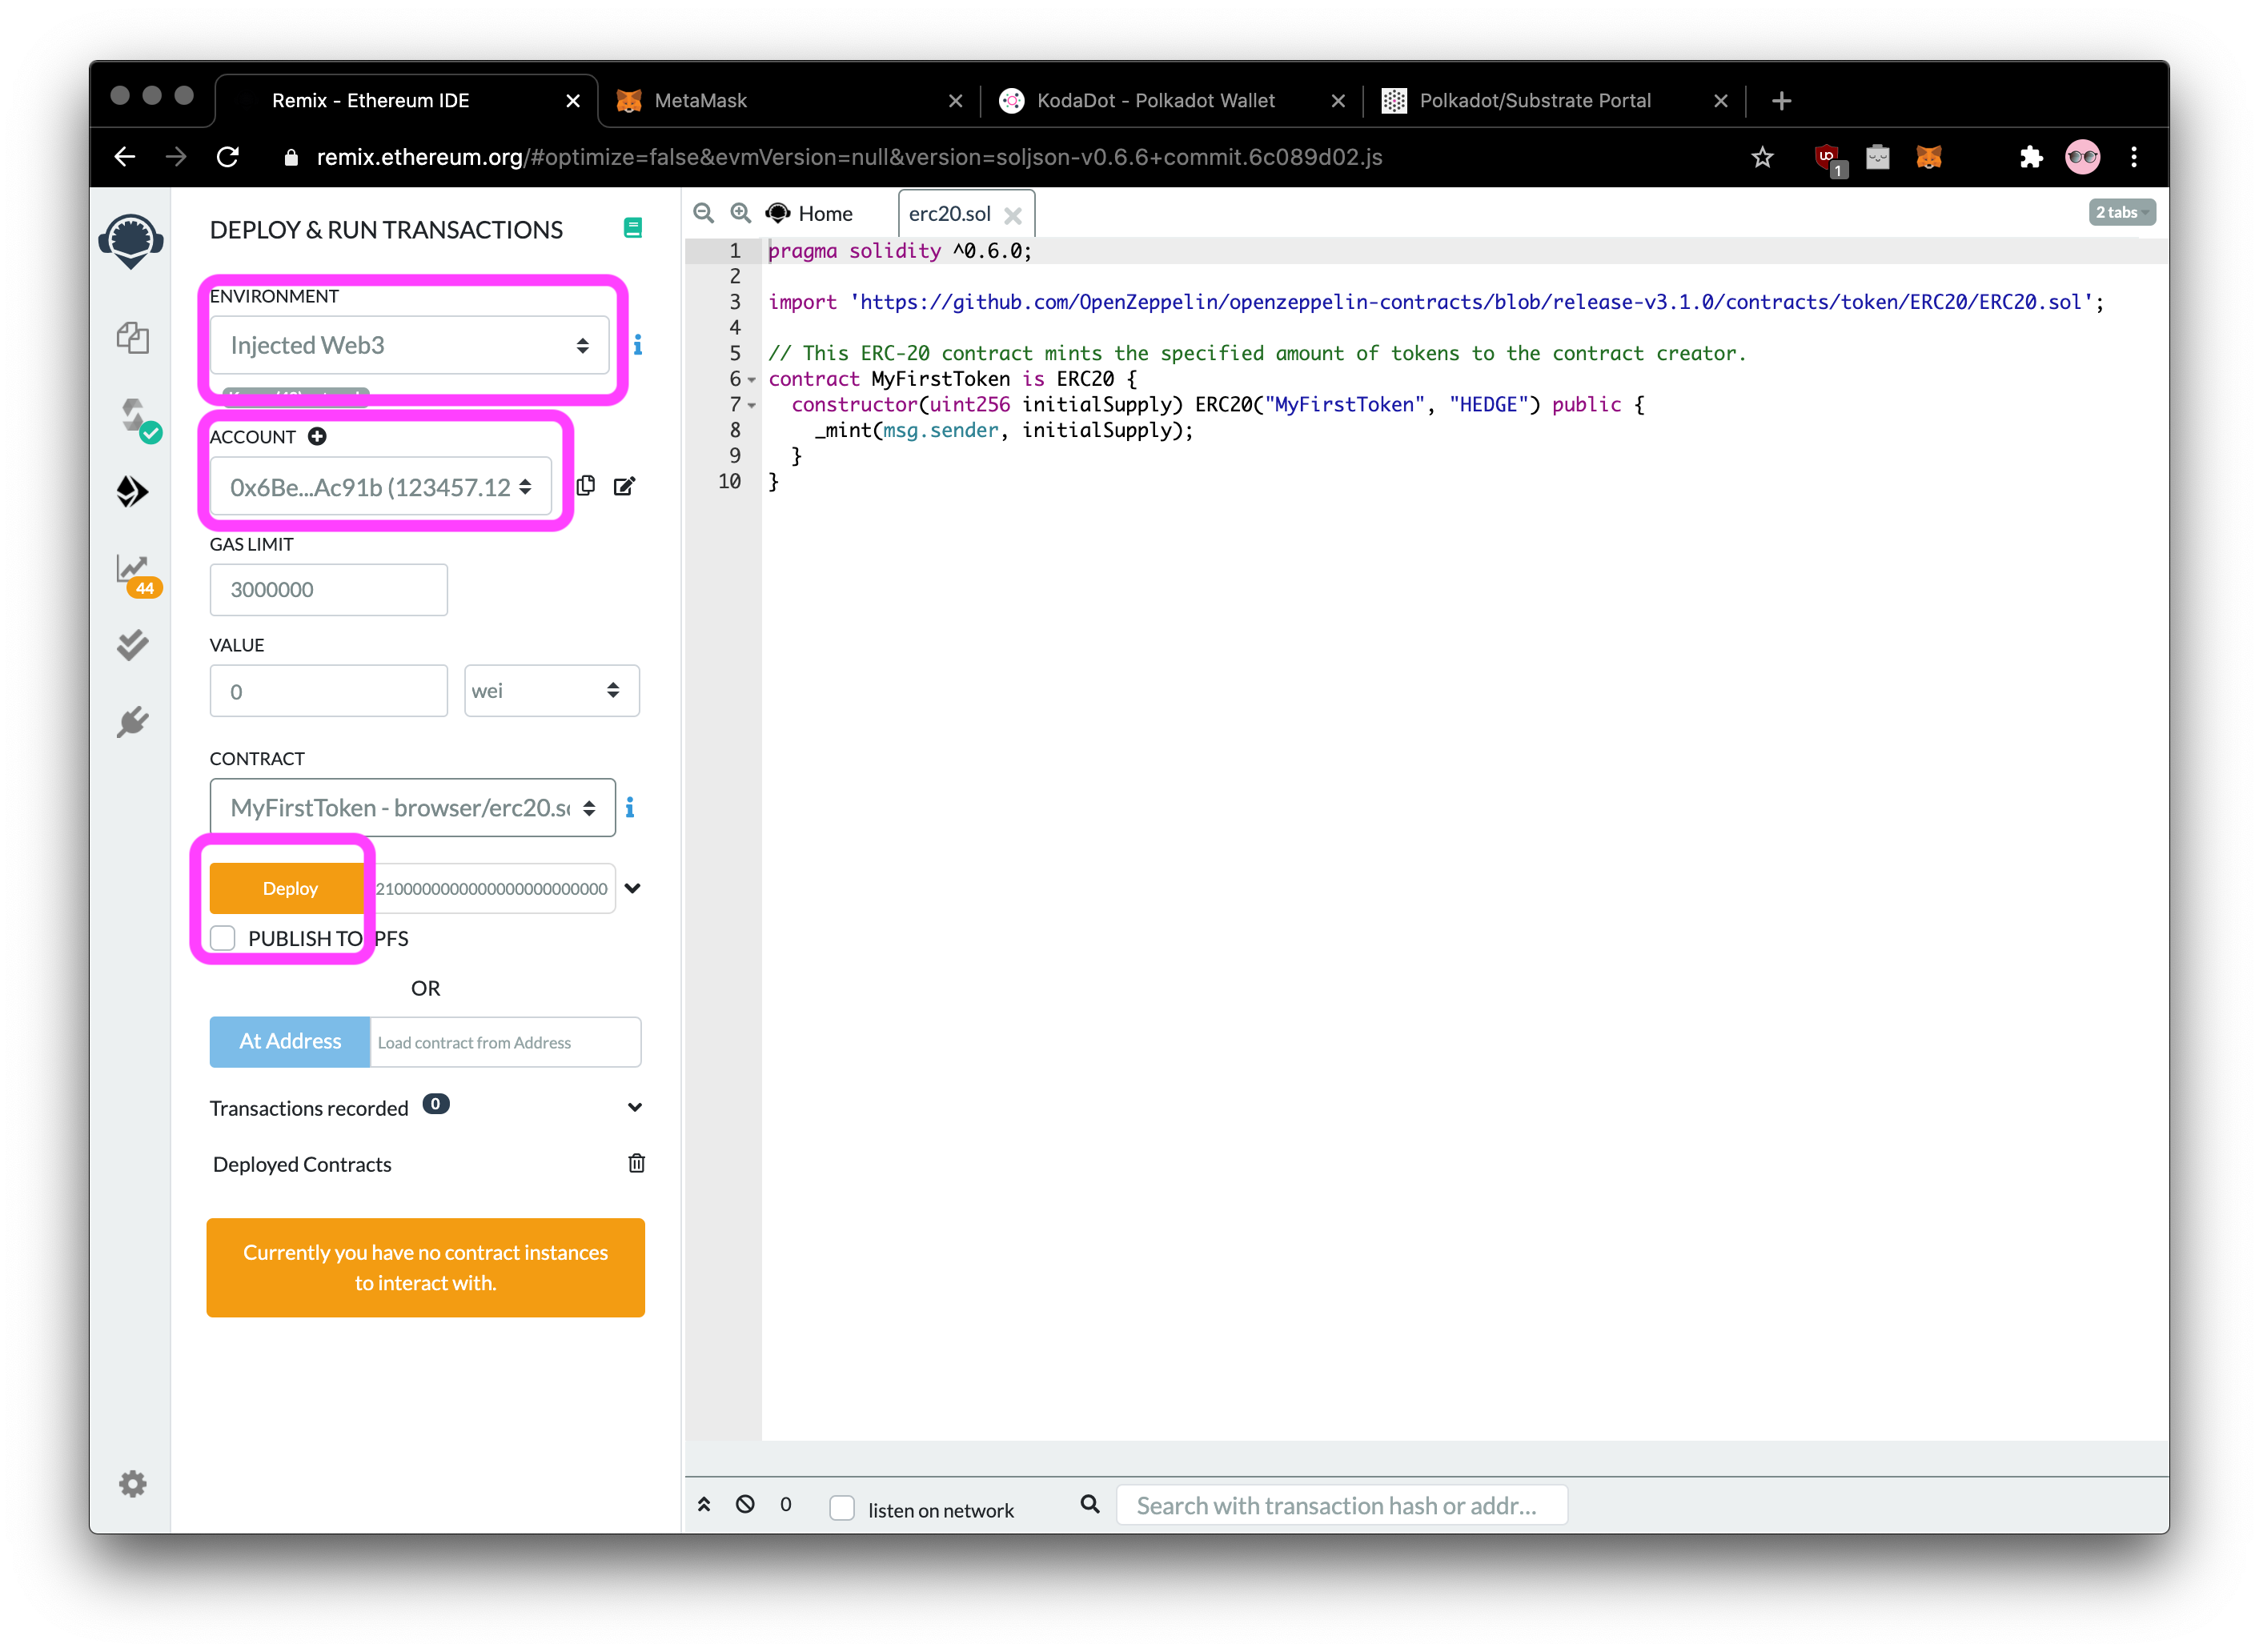 Remix - Ethereum IDE
MetaMask
KodaDot - Polkadot Wallet
Polkadot/Substrate Portal
remix.ethereum.org/#optimize=false&evmVersion=null&version=soljson-v0.6.6+commit.6c089d02.js
1
DEPLOY & RUN TRANSACTIONS
ENVIRONMENT
Injected Web3
ACCOUNT
0x6Be...Ac91b (123457.12
GAS LIMIT
3000000
44
VALUE
0
wei
CONTRACT
MyFirstToken - browser/erc20.s
Deploy
PUBLISH TO PFS
OR
At Address
Load contract from Address
Transactions recorded 0
Deployed Contracts
Currently you have no contract instances
to interact with.
Home
erc20.sol
2 tabs
1 pragma solidity ^0.6.0;
2
3 import 'https://github.com/OpenZeppelin/openzeppelin-contracts/blob/release-v3.1.0/contracts/token/ERC20/ERC20.sol';
4
5 // This ERC-20 contract mints the specified amount of tokens to the contract creator.
6 contract MyFirstToken is ERC20 {
7 constructor(uint256 initialSupply) ERC20("MyFirstToken", "HEDGE") public {
8 _mint(msg.sender, initialSupply);
9 }
10 }
0
listen on network
Search with transaction hash or addr...